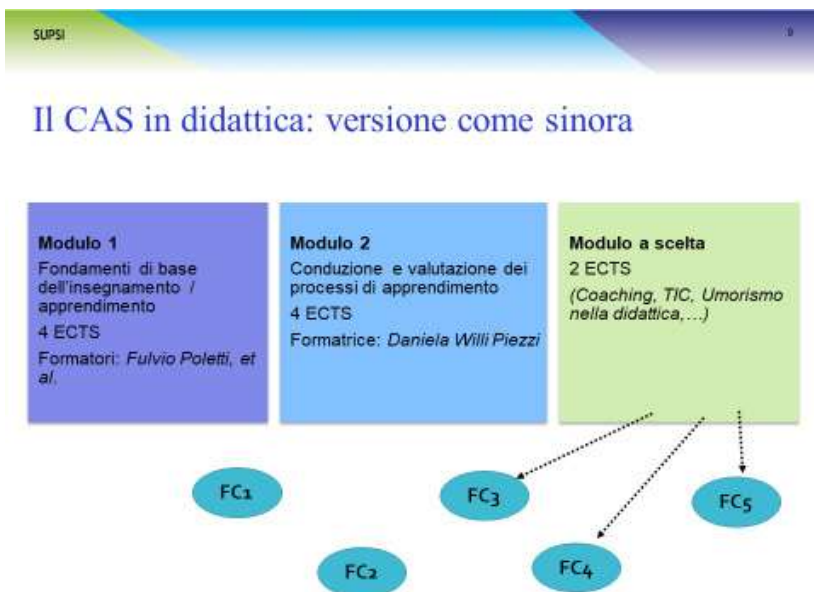 SUPSI
9
Il CAS in didattica: versione come sinora
Modulo 1
Fondamenti di base
dell'insegnamento /
apprendimento
4 ECTS
Formatori: Fulvio Poletti, et
al.
Modulo 2
Conduzione e valutazione dei
processi di apprendimento
4 ECTS
Formatrice: Daniela Willi Piezzi
Modulo a scelta
2 ECTS
(Coaching, TIC, Umorismo
nella didattica,…)
FC1
FC2
FC3
FC4
FC5